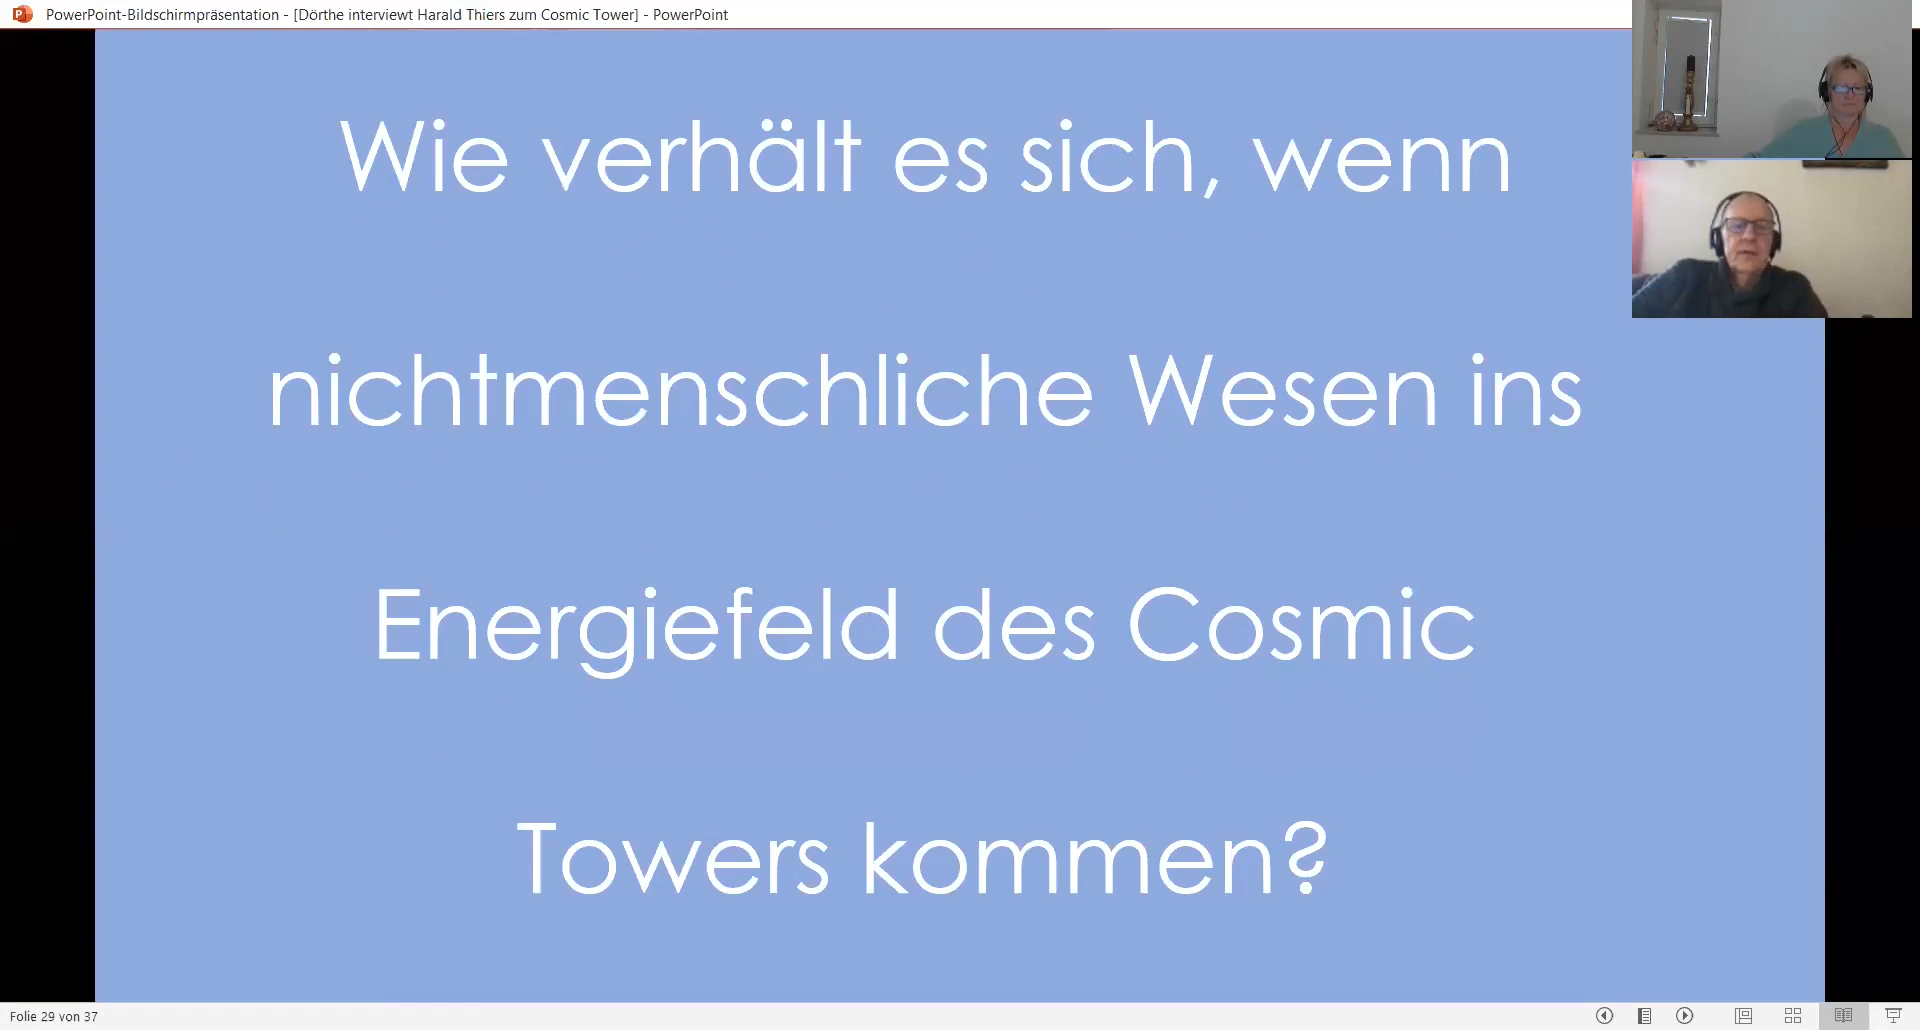 PowerPoint-Bildschirmpräsentation - [Dörthe interviewt Harald Thiers zum Cosmic Tower] - PowerPoint
Wie verhält es sich, wenn
nichtmenschliche Wesen ins
Energiefeld des Cosmic
Towers kommen?
Folie 29 von 37